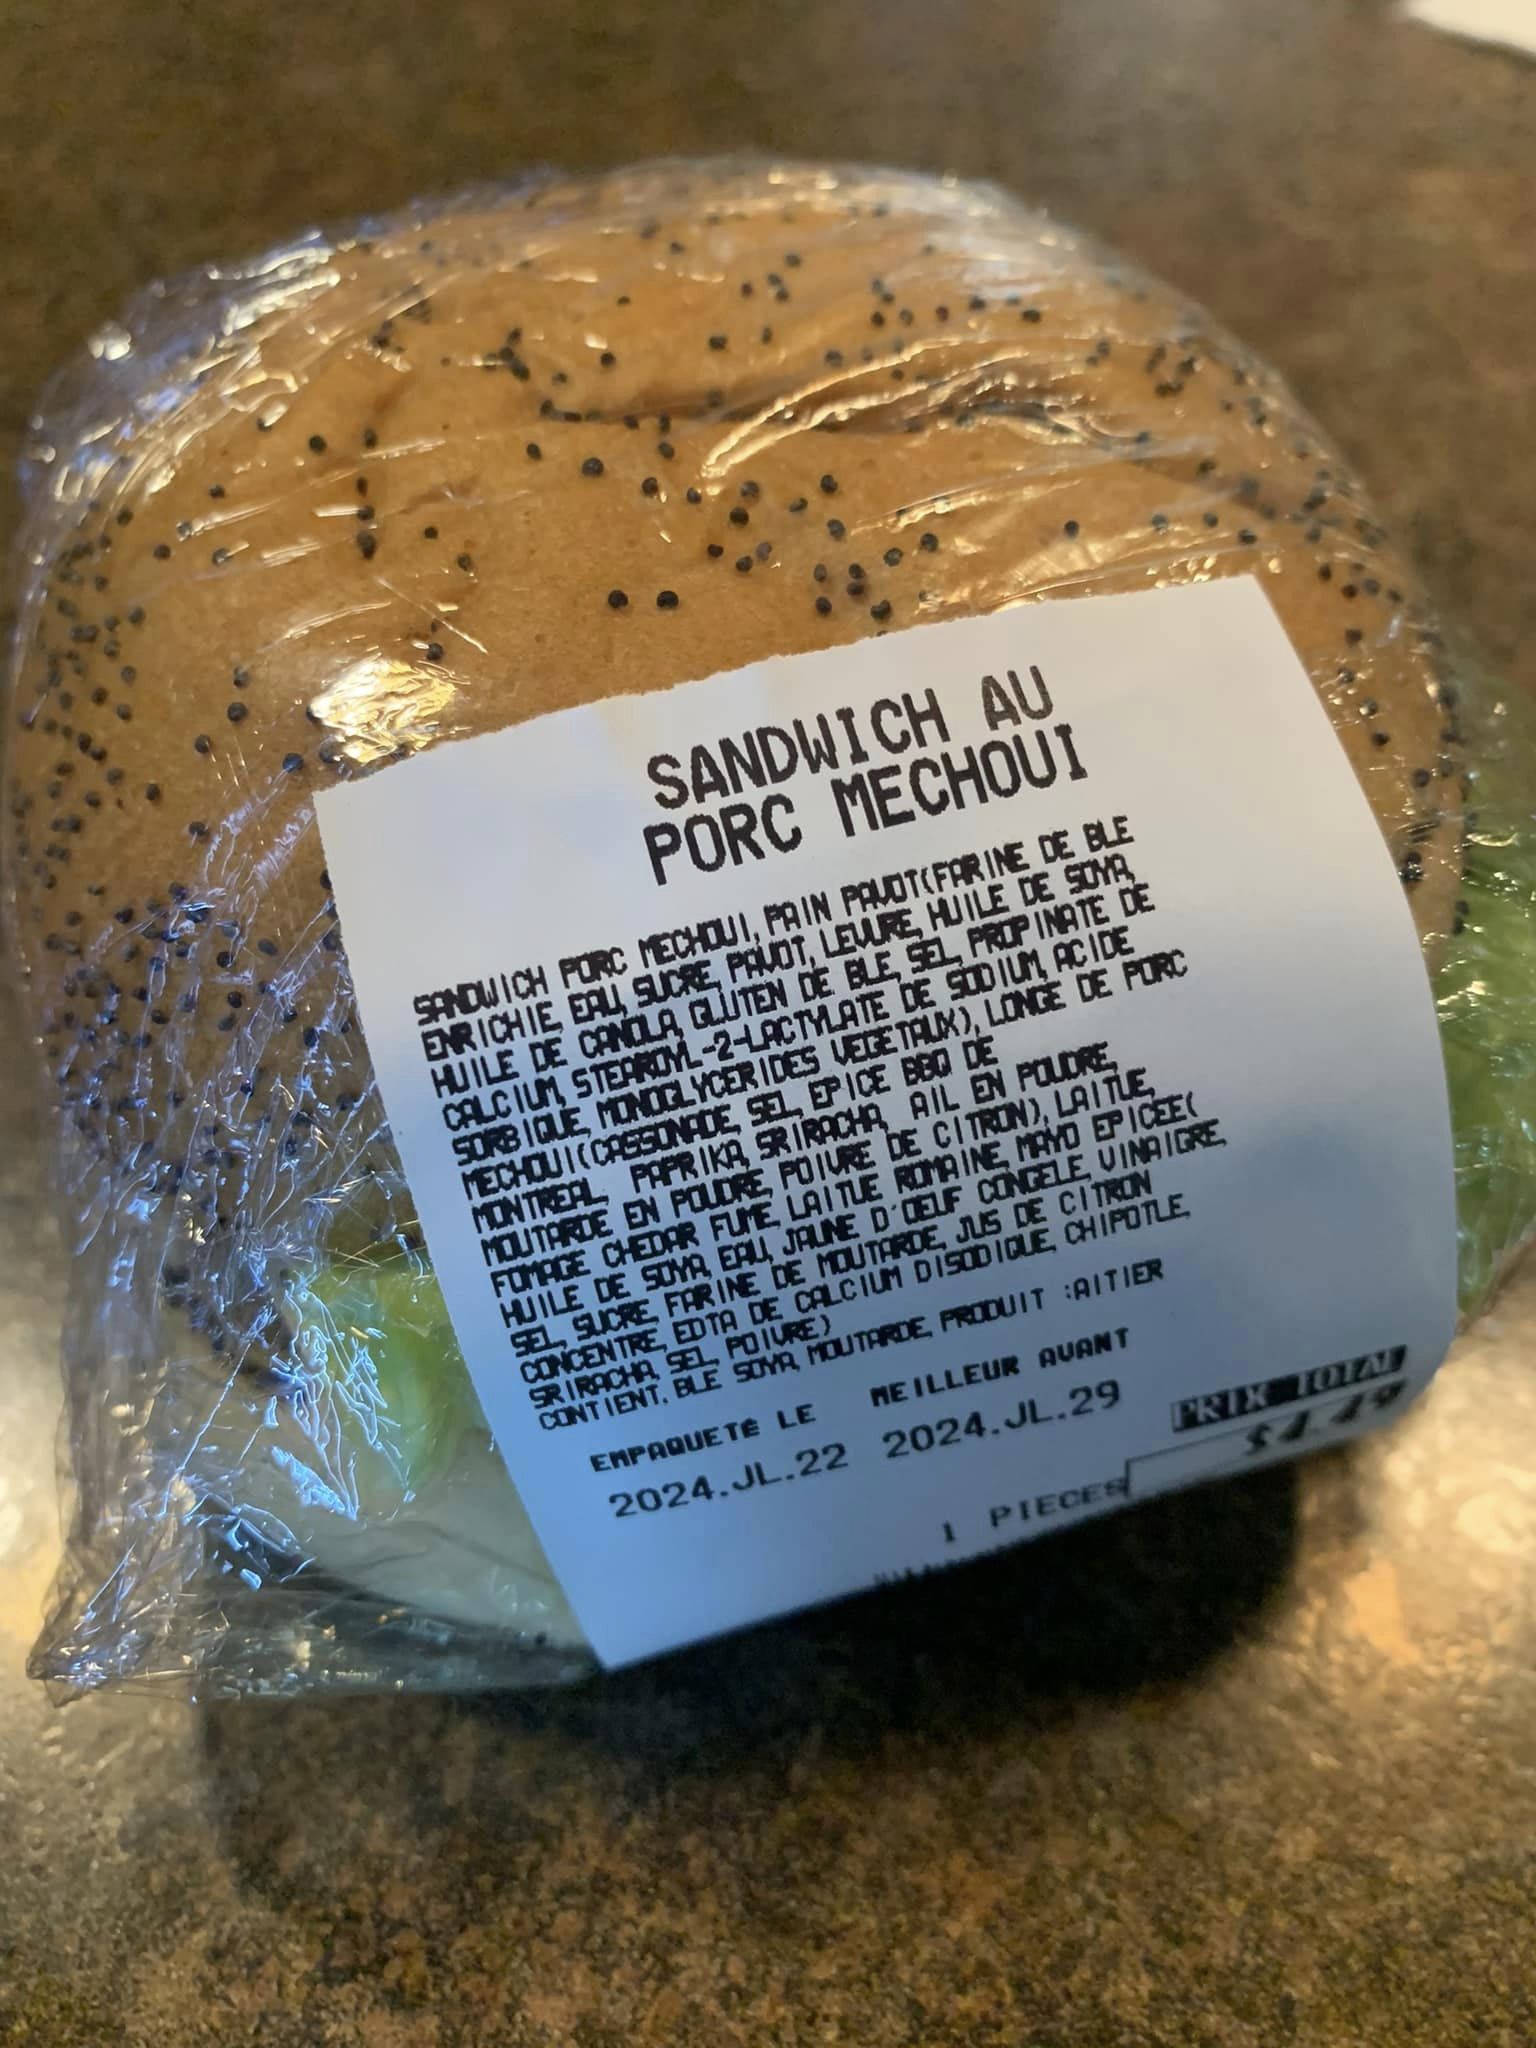 SANDWICH AU
PORC MECHOUI
SANDWICH PORC MECHOUI, PAIN PAVOT(FARINE DE BLE
ENRICHIE, EAU, SUCRE, PAVOT, LEVURE, HUILE DE SOYA,
HUILE DE CANOLA, GLUTEN DE BLE, SEL, PROPINATE DE
CALCIUM, STEAROYL-2-LACTYLATE DE SODIUM, ACIDE
SORBIQUE, MONOGLYCERIDES VEGETAUX), LONGE DE PORC
MECHOUI(CASSONADE, SEL, EPICE BBQ DE
MONTREAL, PAPRIKA, SRIRACHA, AIL EN POUDRE,
MOUTARDE EN POUDRE, POIVRE DE CITRON), LAITUE,
FOMAGE CHEDAR FUME, LAITUE ROMAINE, MAYO EPICEE(
HUILE DE SOYA, EAU, JAUNE D'OEUF CONGELE, VINAIGRE,
SEL, SUCRE, FARINE DE MOUTARDE, JUS DE CITRON
CONCENTRE, EDTA DE CALCIUM DISODIQUE, CHIPOTLE,
SRIRACHA, SEL, POIVRE)
CONTIENT. BLE SOYA, MOUTARDE, PRODUIT :AITIER
EMPAQUETé LE MEILLEUR AVANT
2024.JL.22 2024.JL.29
PRIX TOTAL
$4.49
1 PIECES